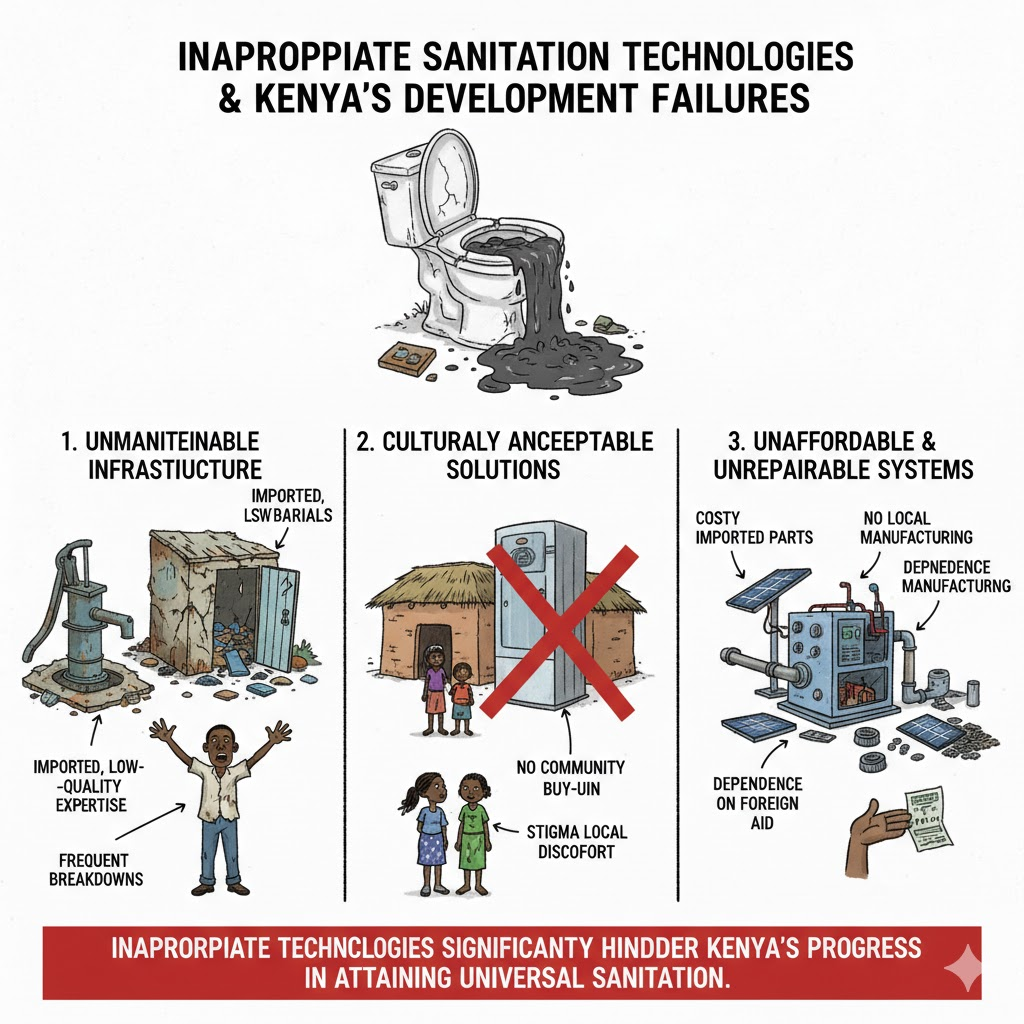 INAPROPPIATE SANITATION TECHNOLOGIES
& KENYA'S DEVELOPMENT FAILURES
1. UNMANITEINABLE
INFRASTIUCTURE
IMPORTED,
LSWBARIALS
IMPORTED, LOW-
-QUALITY
EXPERTISE
FREQUENT
BREAKDOWNS
2. CULTURALY ANCEEPTABLE
SOLUTIONS
NO COMMUNITY
BUY-UIN
STIGMA LOCAL
DISCOFORT
3. UNAFFORDABLE &
UNREPAIRABLE SYSTEMS
COSTY
IMPORTED PARTS
NO LOCAL
MANUFACTURING
DEPNEDENCE
MANUFACTURNG
DEPENDENCE
ON FOREIGN
AID
INAPRORPIATE TECHNCLOGIES SIGNIFICANTY HINDDER KENYA'S PROGRESS
IN ATTAINING UNIVERSAL SANITATION.